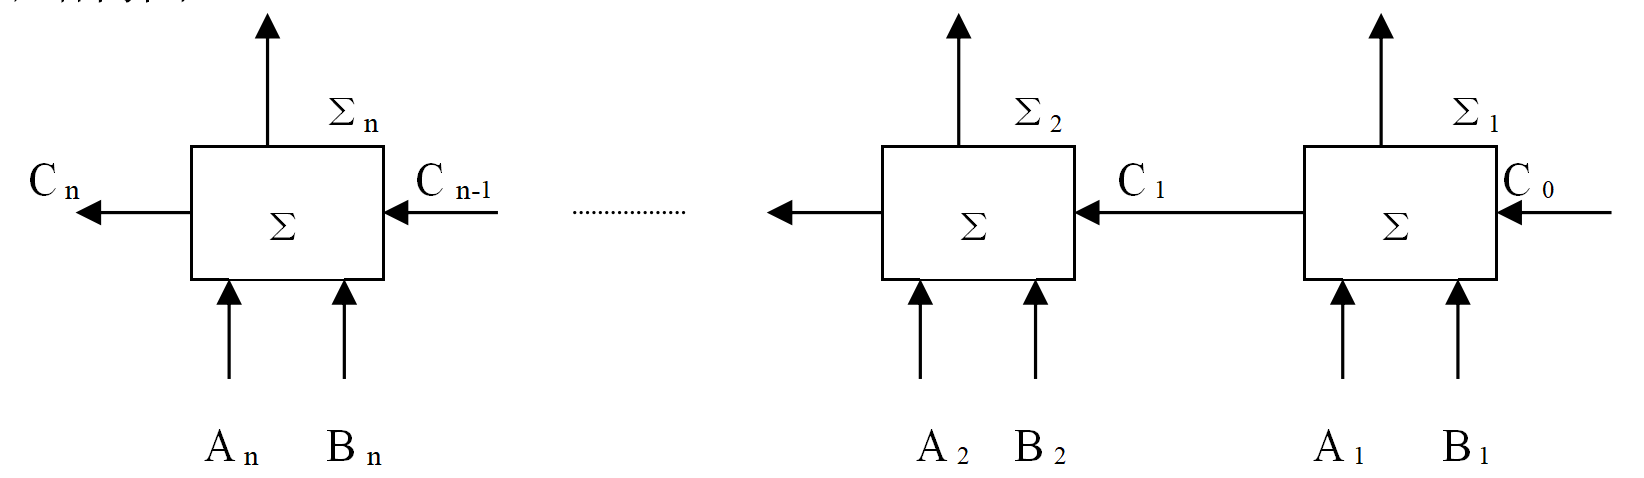 Σ n Σ 2 Σ 1
C n C n-1 C 1 C 0
Σ ................. Σ Σ
A n B n A 2 B 2 A 1 B 1